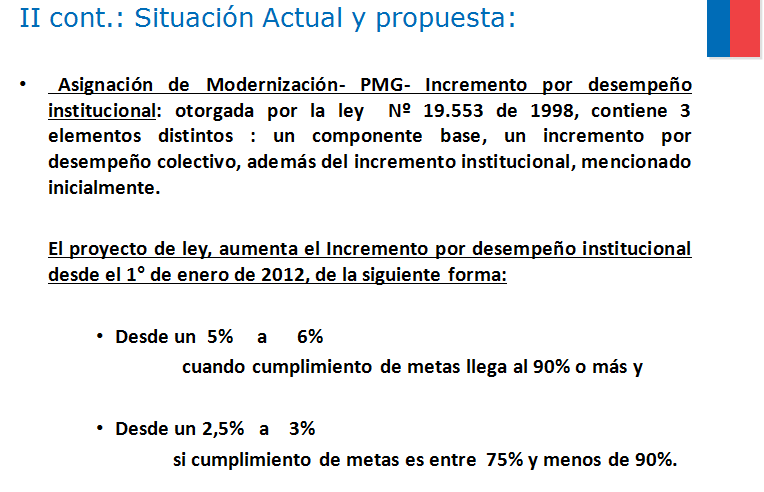 II cont.: Situación Actual y propuesta:
• Asignación de Modernización- PMG- Incremento por desempeño
institucional: otorgada por la ley Nº 19.553 de 1998, contiene 3
elementos distintos : un componente base, un incremento por
desempeño colectivo, además del incremento institucional, mencionado
inicialmente.
El proyecto de ley, aumenta el Incremento por desempeño institucional
desde el 1° de enero de 2012, de la siguiente forma:
• Desde un 5% a 6%
cuando cumplimiento de metas llega al 90% o más y
• Desde un 2,5% a 3%
si cumplimiento de metas es entre 75% y menos de 90%.